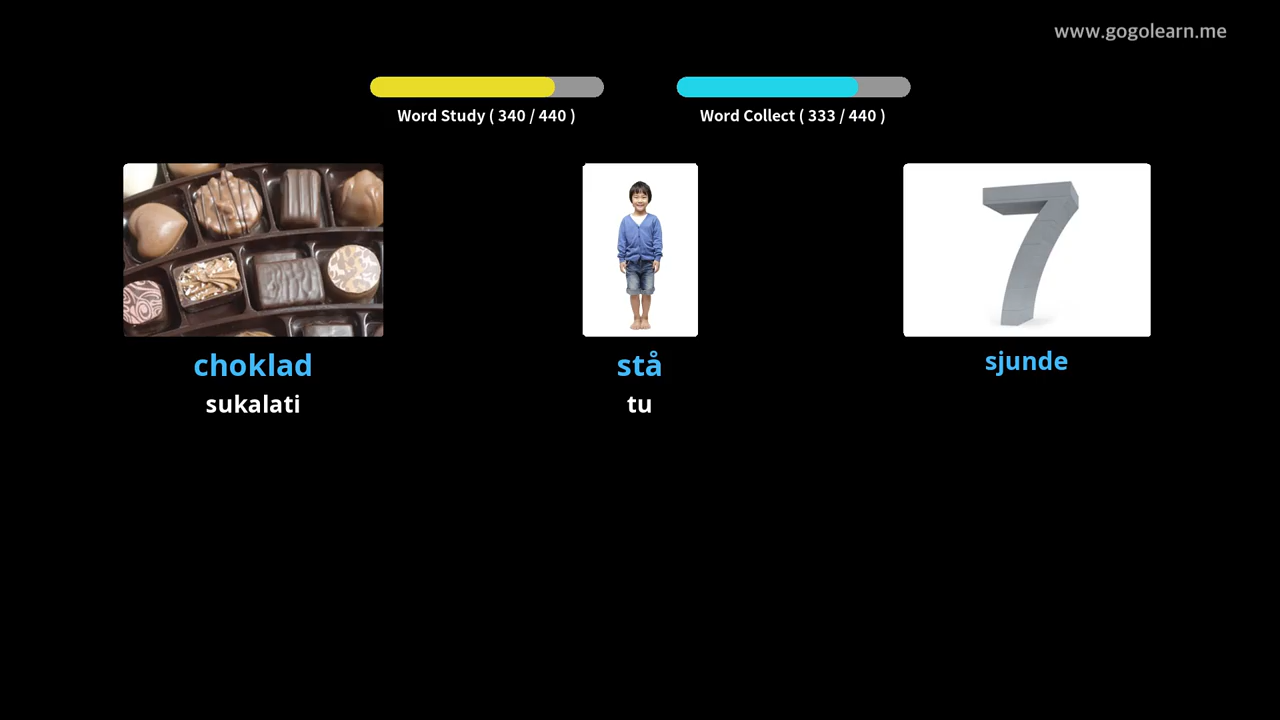 www.gogolearn.me
Word Study ( 340 / 440 )
Word Collect ( 333 / 440 )
choklad
stå
sjunde
sukalati
tu